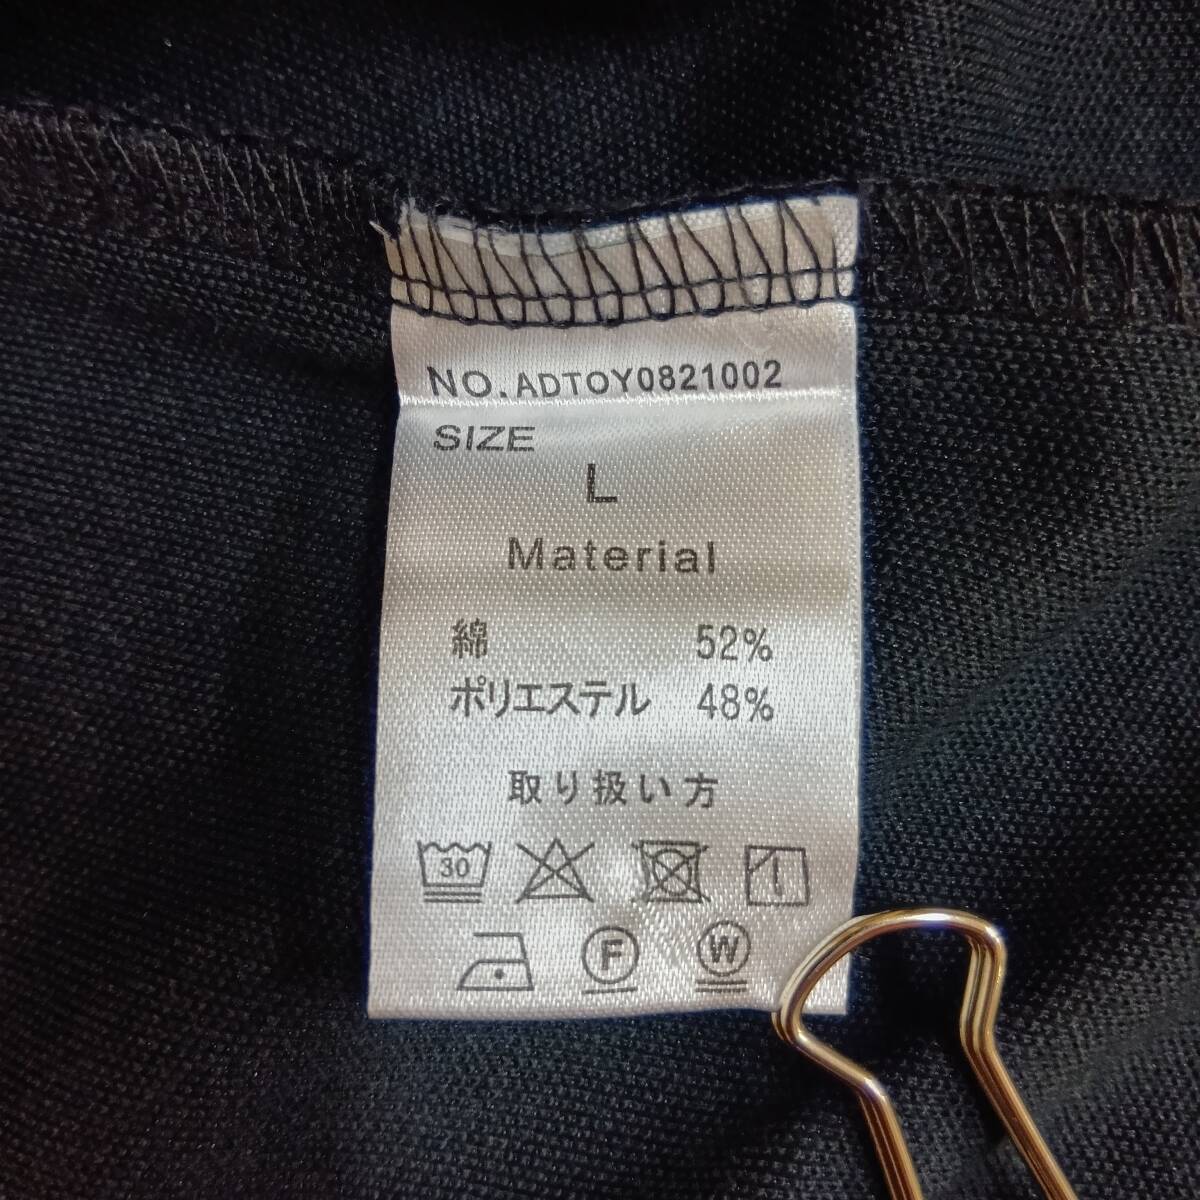 NO.ADTOY0821002
SIZE
L
Material
綿 52%
ポリエステル 48%
取り扱い方
30
F W